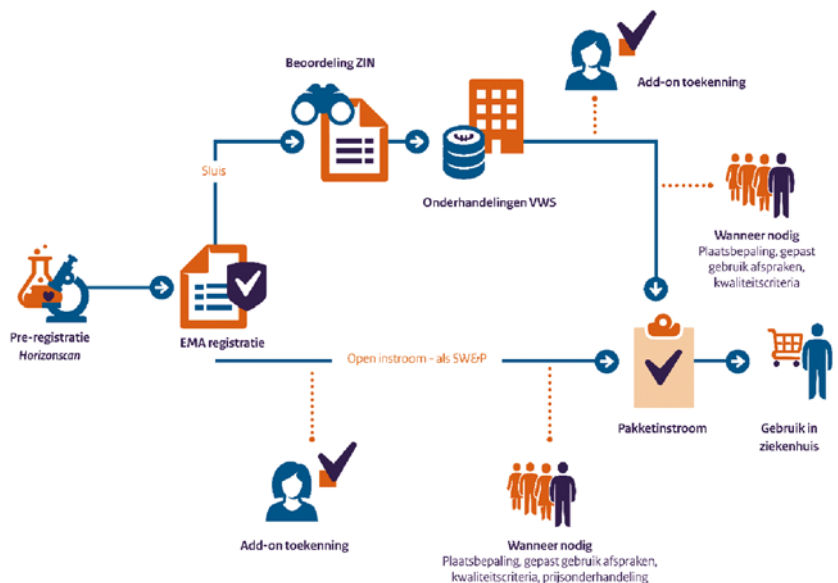 Beoordeling ZIN
Add-on toekenning
Sluis
Onderhandelingen VWS
Wanneer nodig
Plaatsbepaling, gepast
gebruik afspraken,
kwaliteitscriteria
Pre-registratie
Horizonscan
EMA registratie
Open instroom - als SW&P
Pakketinstroom
Gebruik in
ziekenhuis
Add-on toekenning
Wanneer nodig
Plaatsbepaling, gepast gebruik afspraken,
kwaliteitscriteria, prijsonderhandeling